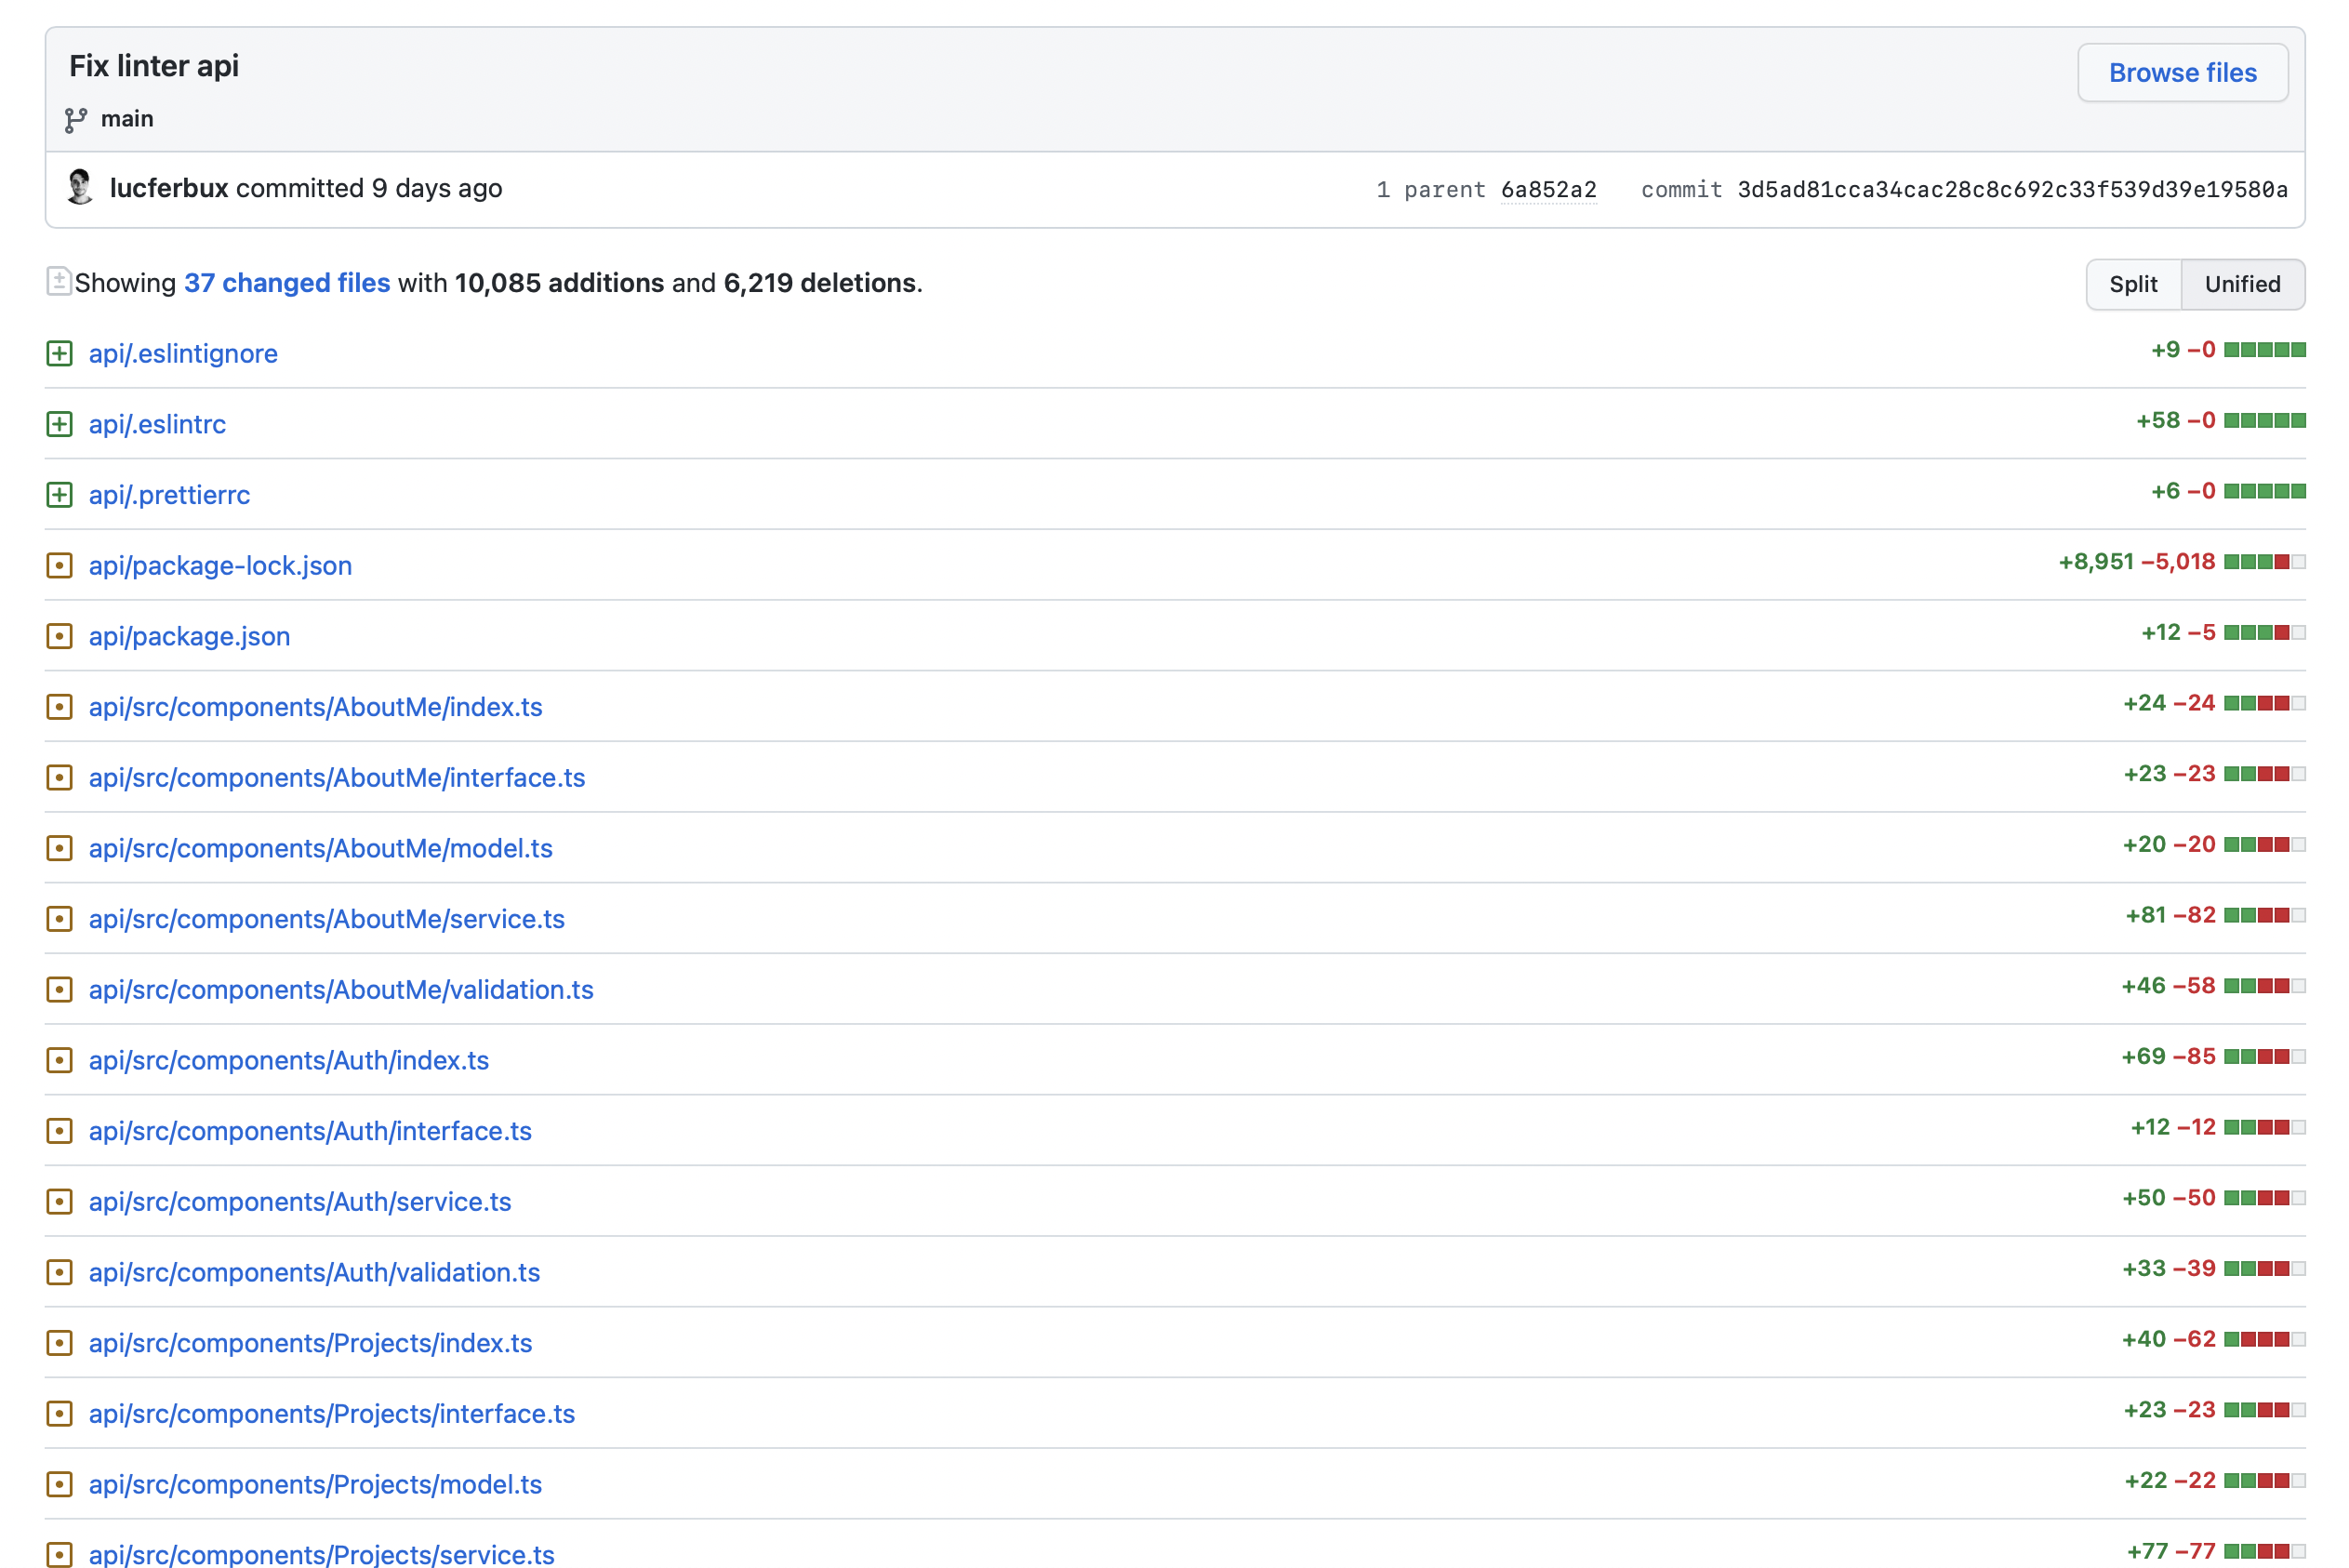 Fix linter api
Browse files
main
lucferbux committed 9 days ago
1 parent 6a852a2 commit 3d5ad81cca34cac28c8c692c33f539d39e19580a
Showing 37 changed files with 10,085 additions and 6,219 deletions.
Split Unified
api/.eslintignore +9 −0
api/.eslintrc +58 −0
api/.prettierrc +6 −0
api/package-lock.json +8,951 −5,018
api/package.json +12 −5
api/src/components/AboutMe/index.ts +24 −24
api/src/components/AboutMe/interface.ts +23 −23
api/src/components/AboutMe/model.ts +20 −20
api/src/components/AboutMe/service.ts +81 −82
api/src/components/AboutMe/validation.ts +46 −58
api/src/components/Auth/index.ts +69 −85
api/src/components/Auth/interface.ts +12 −12
api/src/components/Auth/service.ts +50 −50
api/src/components/Auth/validation.ts +33 −39
api/src/components/Projects/index.ts +40 −62
api/src/components/Projects/interface.ts +23 −23
api/src/components/Projects/model.ts +22 −22
api/src/components/Projects/service.ts +77 −77